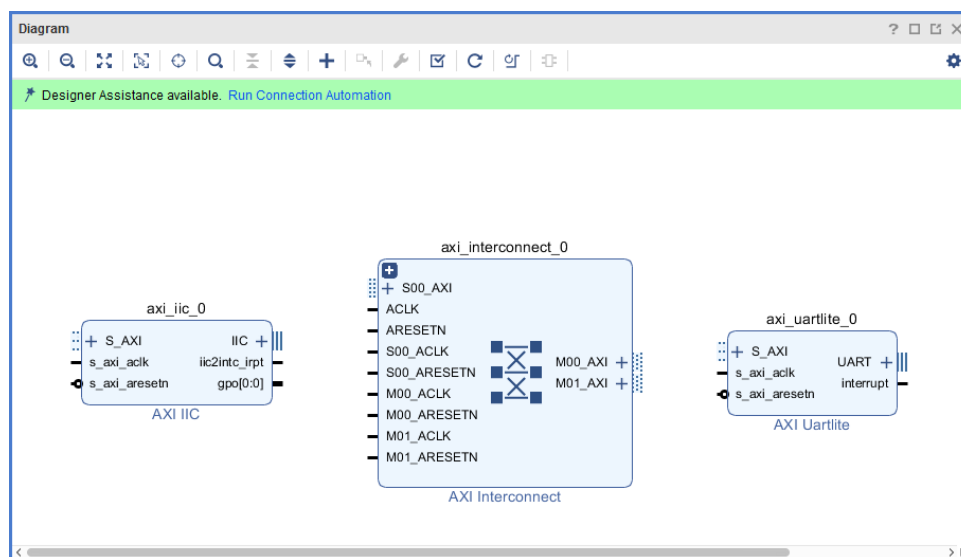 Diagram
Designer Assistance available. Run Connection Automation
axi_iic_0
S_AXI
s_axi_aclk
s_axi_aresetn
IIC
iic2intc_irpt
gpo[0:0]
AXI IIC
axi_interconnect_0
S00_AXI
ACLK
ARESETN
S00_ACLK
S00_ARESETN
M00_ACLK
M00_ARESETN
M01_ACLK
M01_ARESETN
M00_AXI
M01_AXI
AXI Interconnect
axi_uartlite_0
S_AXI
s_axi_aclk
s_axi_aresetn
UART
interrupt
AXI Uartlite